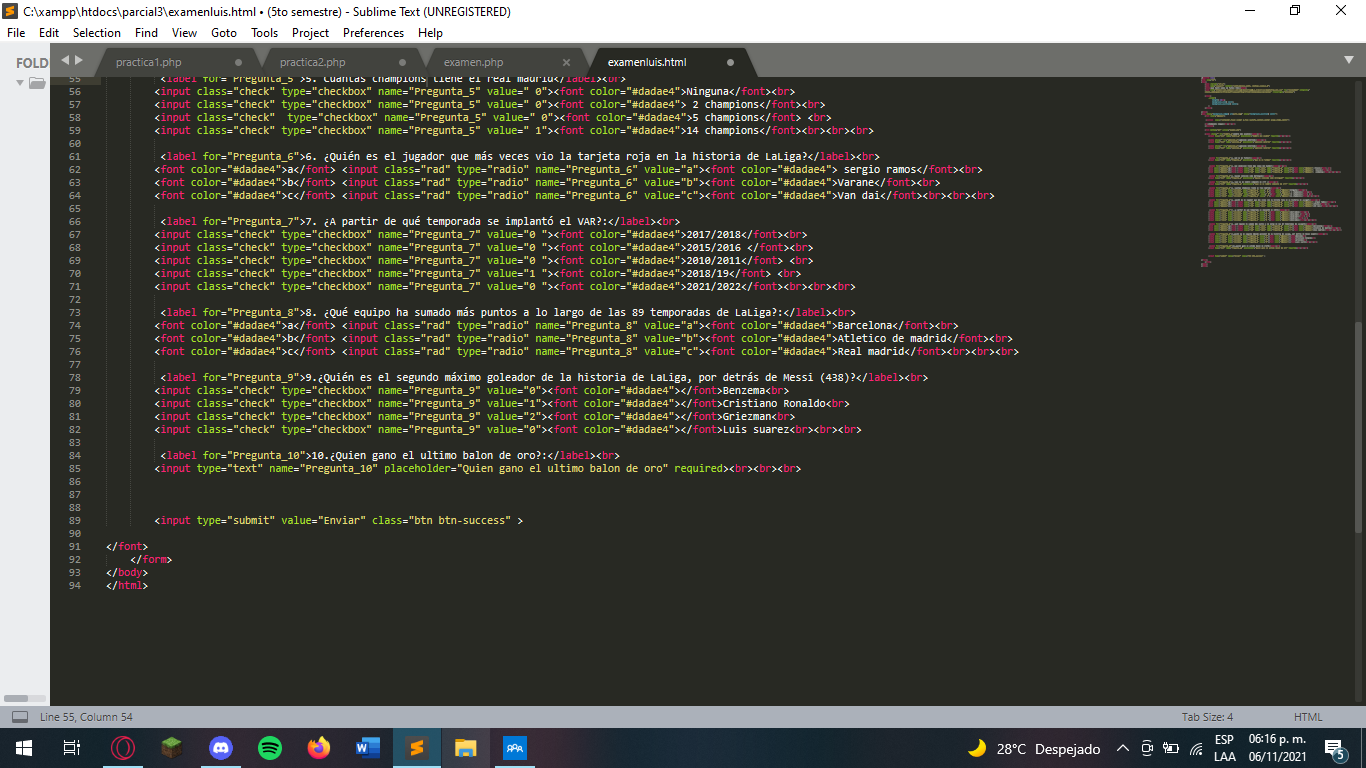 C:\xampp\htdocs\parcial3\examenluis.html • (5to semestre) - Sublime Text (UNREGISTERED)
File Edit Selection Find View Goto Tools Project Preferences Help
FOLD
practica1.php practica2.php examen.php examenluis.html
55 <label for="Pregunta_5">5. Cuantas champions tiene el real madrid</label><br>
56 <input class="check" type="checkbox" name="Pregunta_5" value=" 0"><font color="#dadae4">Ninguna</font><br>
57 <input class="check" type="checkbox" name="Pregunta_5" value=" 0"><font color="#dadae4"> 2 champions</font><br>
58 <input class="check"  type="checkbox" name="Pregunta_5" value=" 0"><font color="#dadae4">5 champions</font> <br>
59 <input class="check" type="checkbox" name="Pregunta_5" value=" 1"><font color="#dadae4">14 champions</font><br><br><br>
60
61 <label for="Pregunta_6">6. ¿Quién es el jugador que más veces vio la tarjeta roja en la historia de LaLiga?</label><br>
62 <font color="#dadae4">a</font> <input class="rad" type="radio" name="Pregunta_6" value="a"><font color="#dadae4"> sergio ramos</font><br>
63 <font color="#dadae4">b</font> <input class="rad" type="radio" name="Pregunta_6" value="b"><font color="#dadae4">Varane</font><br>
64 <font color="#dadae4">c</font> <input class="rad" type="radio" name="Pregunta_6" value="c"><font color="#dadae4">Van dai</font><br><br><br>
65
66 <label for="Pregunta_7">7. ¿A partir de qué temporada se implantó el VAR?:</label><br>
67 <input class="check" type="checkbox" name="Pregunta_7" value="0 "><font color="#dadae4">2017/2018</font><br>
68 <input class="check" type="checkbox" name="Pregunta_7" value="0 "><font color="#dadae4">2015/2016 </font><br>
69 <input class="check" type="checkbox" name="Pregunta_7" value="0 "><font color="#dadae4">2010/2011</font> <br>
70 <input class="check" type="checkbox" name="Pregunta_7" value="1 "><font color="#dadae4">2018/19</font> <br>
71 <input class="check" type="checkbox" name="Pregunta_7" value="0 "><font color="#dadae4">2021/2022</font><br><br><br>
72
73 <label for="Pregunta_8">8. ¿Qué equipo ha sumado más puntos a lo largo de las 89 temporadas de LaLiga?:</label><br>
74 <font color="#dadae4">a</font> <input class="rad" type="radio" name="Pregunta_8" value="a"><font color="#dadae4">Barcelona</font><br>
75 <font color="#dadae4">b</font> <input class="rad" type="radio" name="Pregunta_8" value="b"><font color="#dadae4">Atletico de madrid</font><br>
76 <font color="#dadae4">c</font> <input class="rad" type="radio" name="Pregunta_8" value="c"><font color="#dadae4">Real madrid</font><br><br><br>
77
78 <label for="Pregunta_9">9.¿Quién es el segundo máximo goleador de la historia de LaLiga, por detrás de Messi (438)?</label><br>
79 <input class="check" type="checkbox" name="Pregunta_9" value="0"><font color="#dadae4"></font>Benzema<br>
80 <input class="check" type="checkbox" name="Pregunta_9" value="1"><font color="#dadae4"></font>Cristiano Ronaldo<br>
81 <input class="check" type="checkbox" name="Pregunta_9" value="2"><font color="#dadae4"></font>Griezman<br>
82 <input class="check" type="checkbox" name="Pregunta_9" value="0"><font color="#dadae4"></font>Luis suarez<br><br><br>
83
84 <label for="Pregunta_10">10.¿Quien gano el ultimo balon de oro?:</label><br>
85 <input type="text" name="Pregunta_10" placeholder="Quien gano el ultimo balon de oro" required><br><br><br>
86
87
88
89 <input type="submit" value="Enviar" class="btn btn-success" >
90
91 </font>
92 </form>
93 </body>
94 </html>
Line 55, Column 54 Tab Size: 4 HTML
28°C Despejado ESP LAA 06:16 p. m. 06/11/2021 5